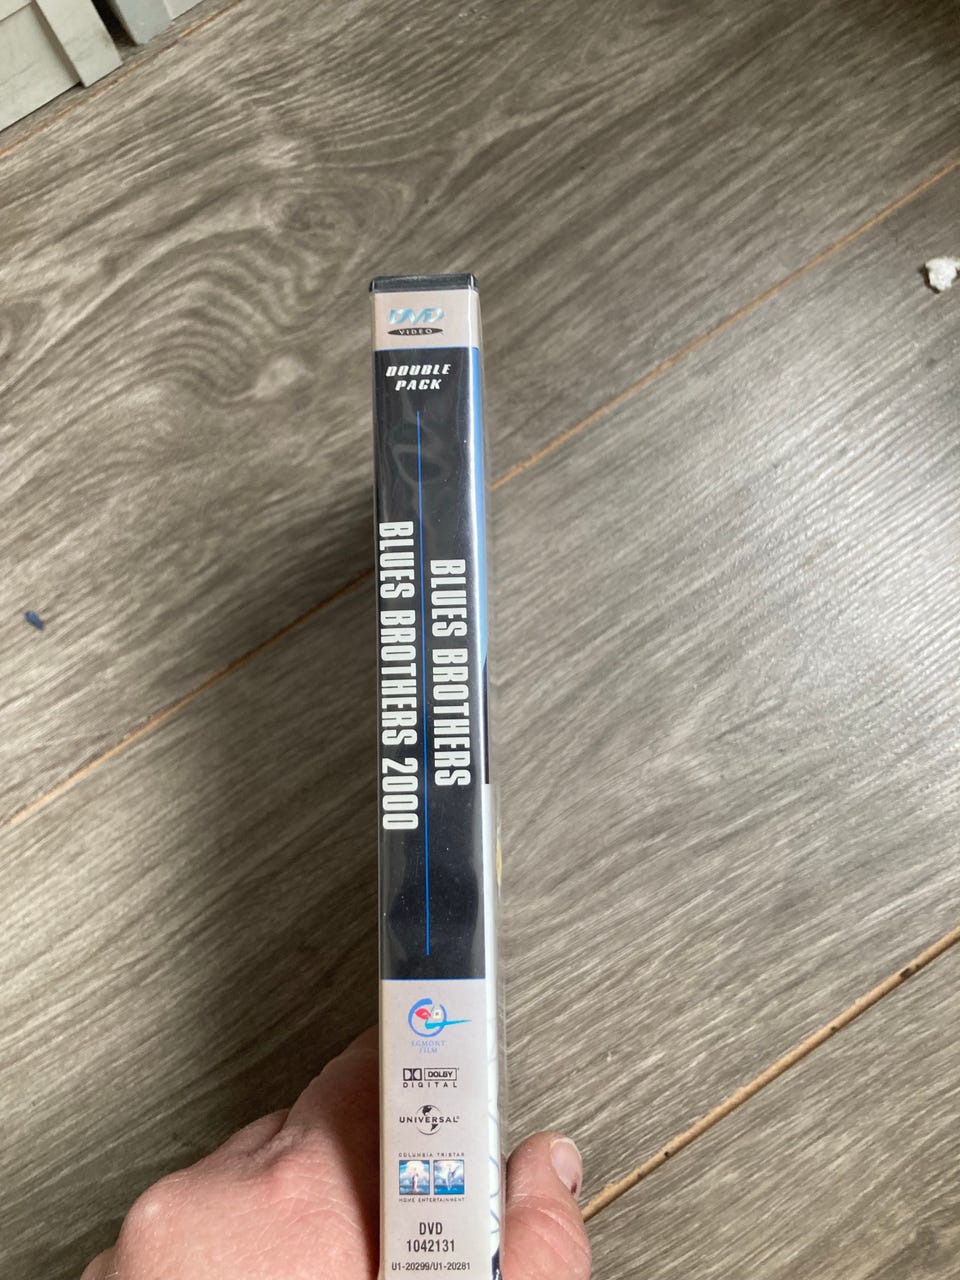 DVD
VIDEO
DOUBLE
PACK
BLUES BROTHERS
BLUES BROTHERS 2000
EGMONT
FILM
DOLBY
DIGITAL
UNIVERSAL
COLUMBIA TRISTAR
HOME ENTERTAINMENT
DVD
1042131
U1-20299/U1-20281